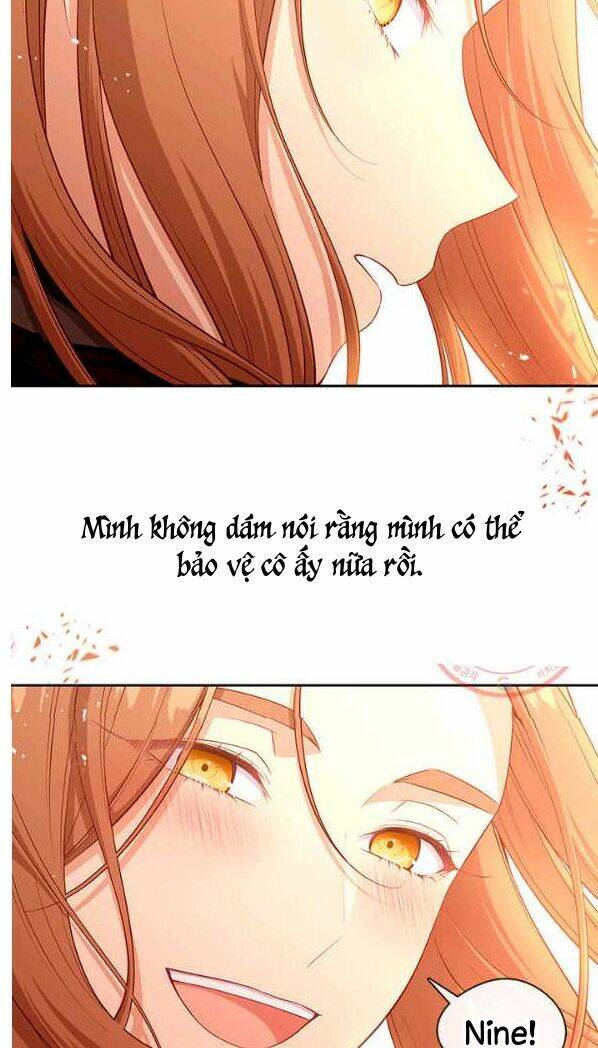 Mình không dám nói rằng mình có thể
bảo vệ cô ấy nữa rồi.
Nine!